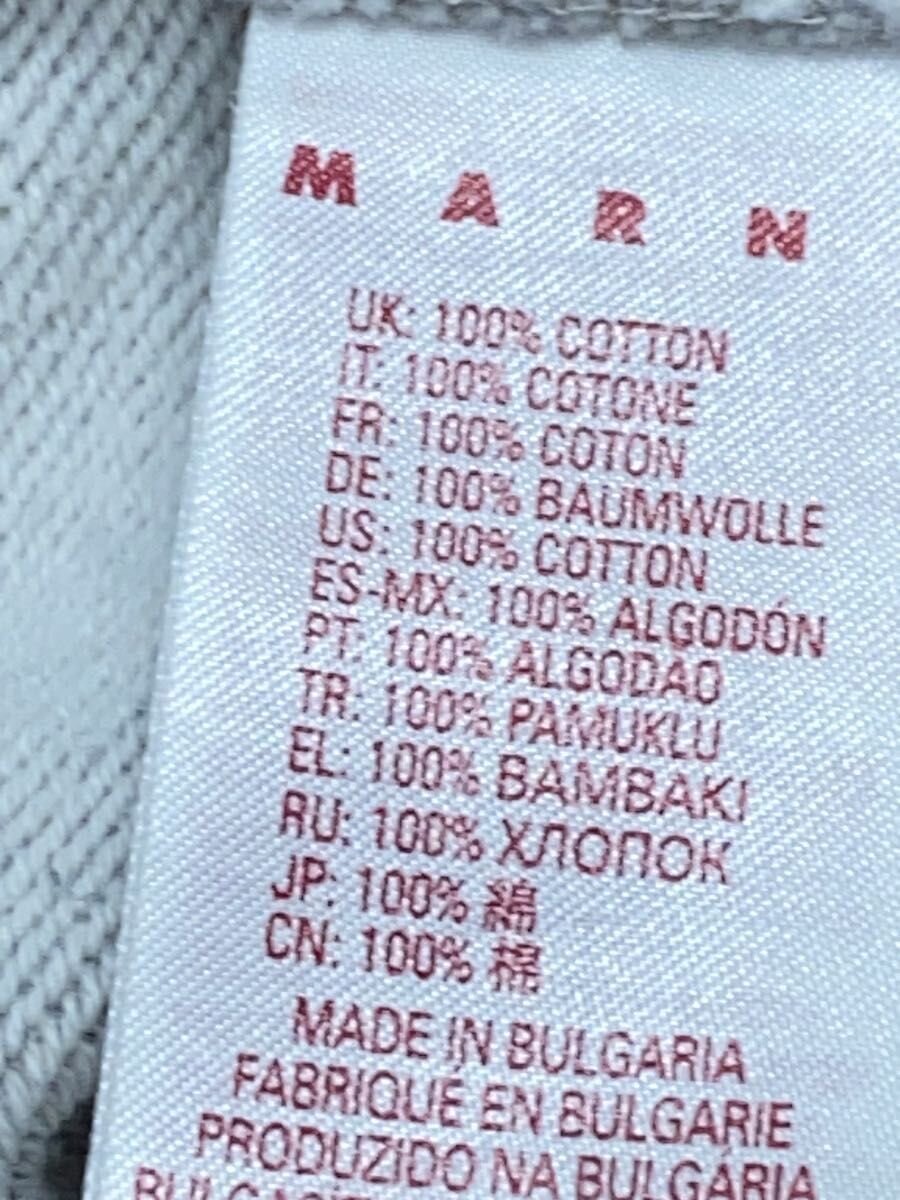 M A R N
UK: 100% COTTON
IT: 100% COTONE
FR: 100% COTON
DE: 100% BAUMWOLLE
US: 100% COTTON
ES-MX: 100% ALGODÓN
PT: 100% ALGODAO
TR: 100% PAMUKLU
EL: 100% BAMBAKI
RU: 100% ХЛОПОК
JP: 100% 綿
CN: 100% 棉
MADE IN BULGARIA
FABRIQUÉ EN BULGARIE
PRODUZIDO NA BULGÁRIA